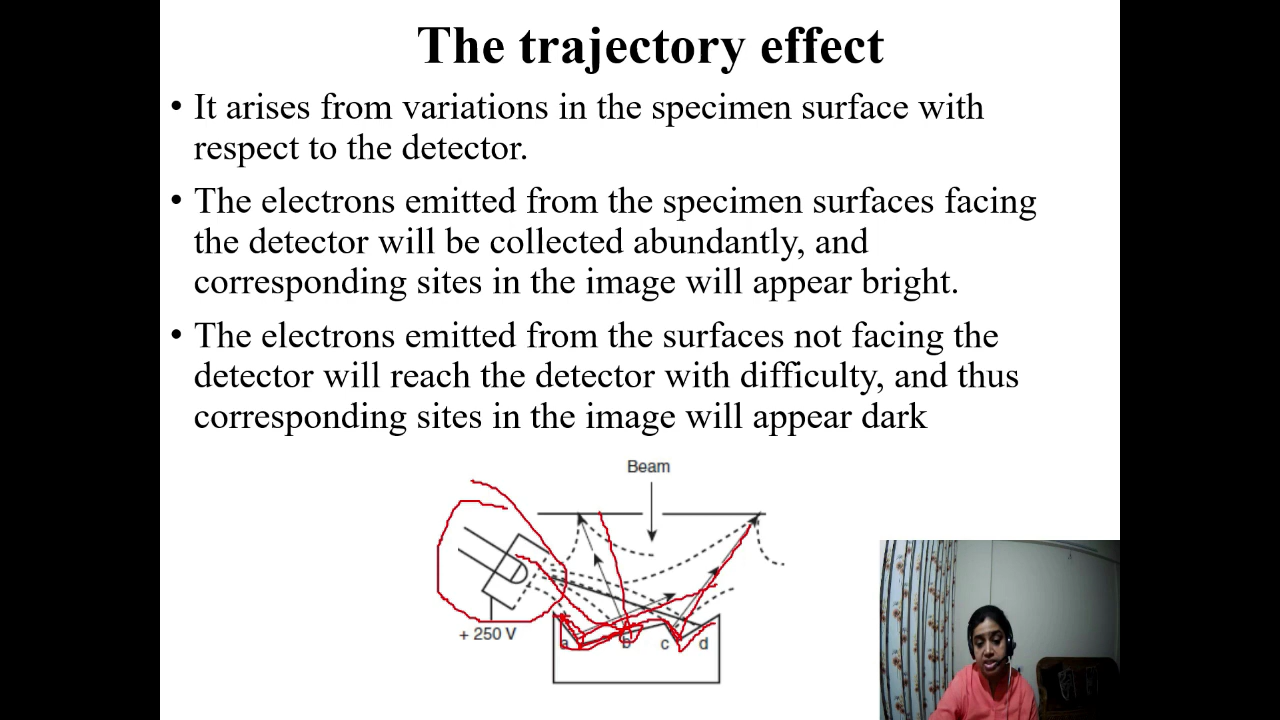 The trajectory effect
• It arises from variations in the specimen surface with
respect to the detector.
• The electrons emitted from the specimen surfaces facing
the detector will be collected abundantly, and
corresponding sites in the image will appear bright.
• The electrons emitted from the surfaces not facing the
detector will reach the detector with difficulty, and thus
corresponding sites in the image will appear dark
Beam
+ 250 V
a b c d